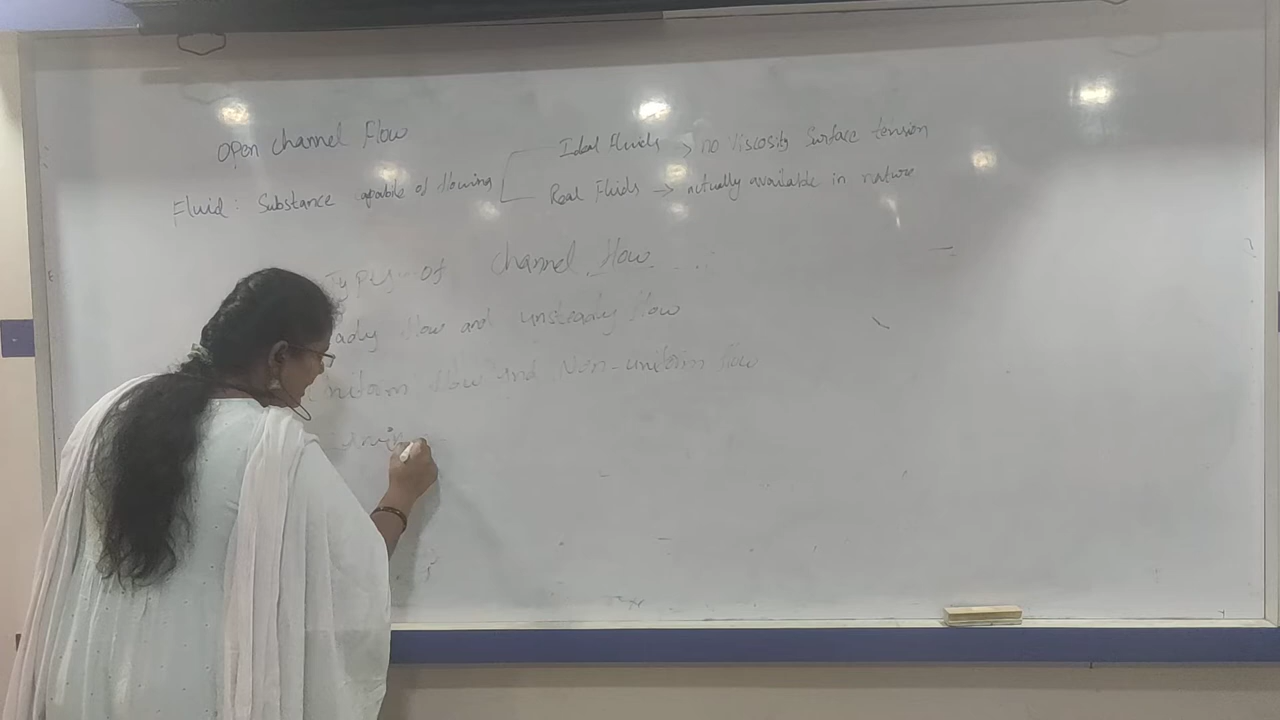 Open channel Flow
Ideal Fluids → no Viscosity Surface tension
Fluid: Substance capable of flowing
Real Fluids → actually available in nature
Types of channel flow
eady flow and unsteady flow
Uniform flow and Non-uniform flow